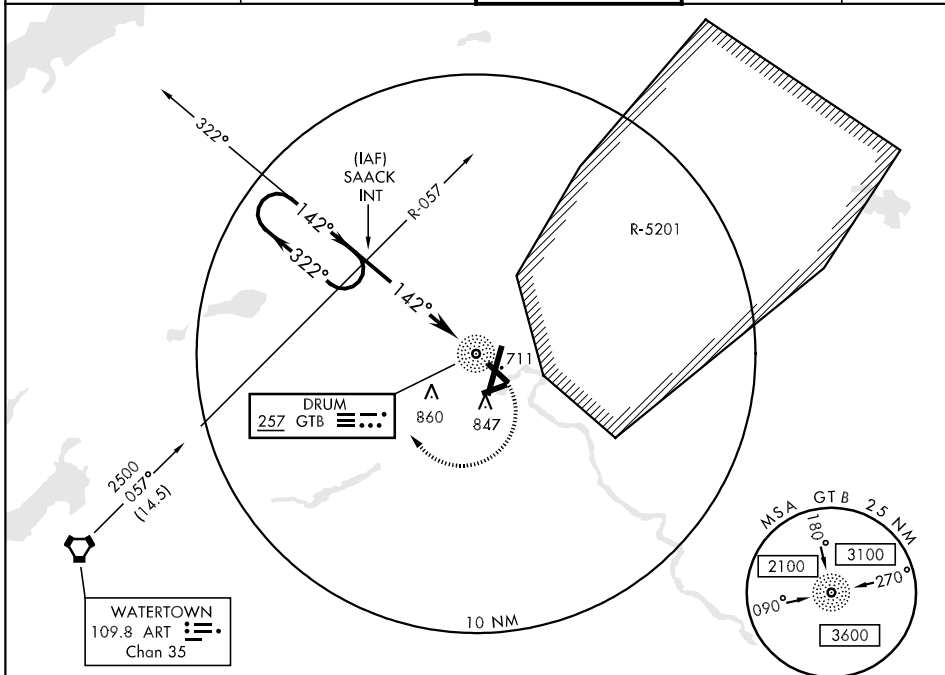 322°
(IAF)
SAACK
INT
R-057
142°
322°
142°
R-5201
711
DRUM
257 GTB
860
847
2500
057°
(14.5)
WATERTOWN
109.8 ART
Chan 35
10 NM
MSA GTB 25 NM
180°
2100
3100
270°
090°
3600